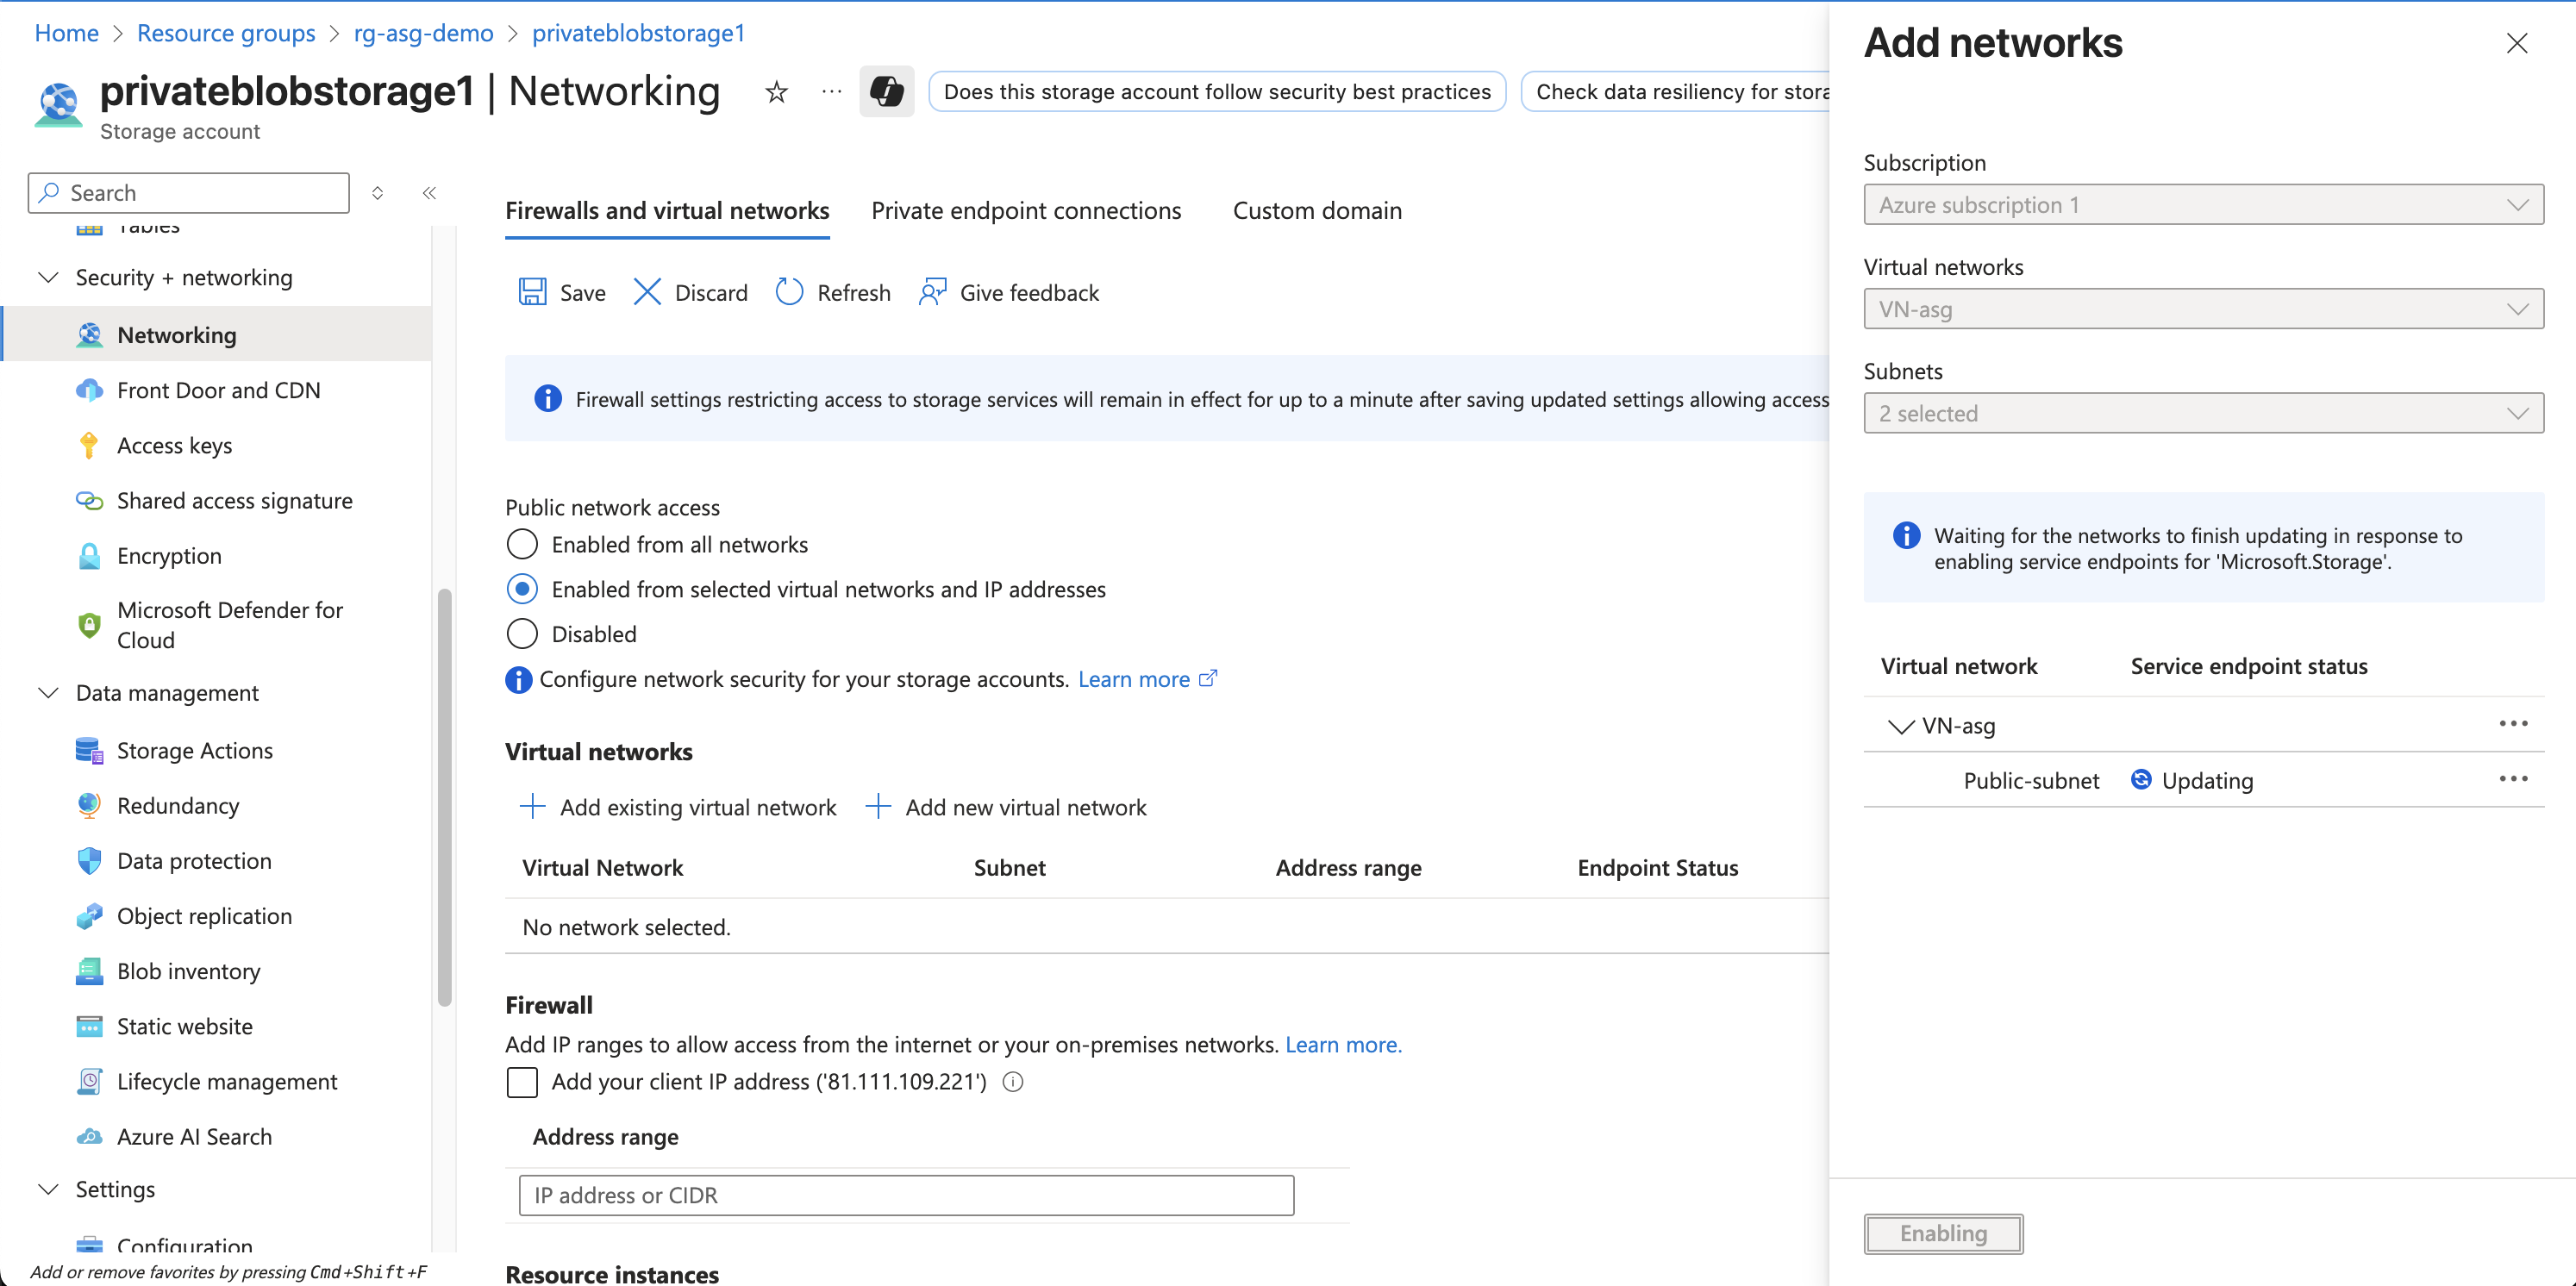 Home > Resource groups > rg-asg-demo > privateblobstorage1
privateblobstorage1 | Networking
Storage account
Does this storage account follow security best practices
Check data resiliency for stora
Search
Tables
Security + networking
Networking
Front Door and CDN
Access keys
Shared access signature
Encryption
Microsoft Defender for
Cloud
Data management
Storage Actions
Redundancy
Data protection
Object replication
Blob inventory
Static website
Lifecycle management
Azure AI Search
Settings
Configuration
Add or remove favorites by pressing Cmd+Shift+F
Firewalls and virtual networks Private endpoint connections Custom domain
Save Discard Refresh Give feedback
Firewall settings restricting access to storage services will remain in effect for up to a minute after saving updated settings allowing access
Public network access
Enabled from all networks
Enabled from selected virtual networks and IP addresses
Disabled
Configure network security for your storage accounts. Learn more
Virtual networks
+ Add existing virtual network + Add new virtual network
Virtual Network Subnet Address range Endpoint Status
No network selected.
Firewall
Add IP ranges to allow access from the internet or your on-premises networks. Learn more.
Add your client IP address ('81.111.109.221')
Address range
IP address or CIDR
Resource instances
Add networks
Subscription
Azure subscription 1
Virtual networks
VN-asg
Subnets
2 selected
Waiting for the networks to finish updating in response to
enabling service endpoints for 'Microsoft.Storage'.
Virtual network Service endpoint status
VN-asg
Public-subnet Updating
Enabling